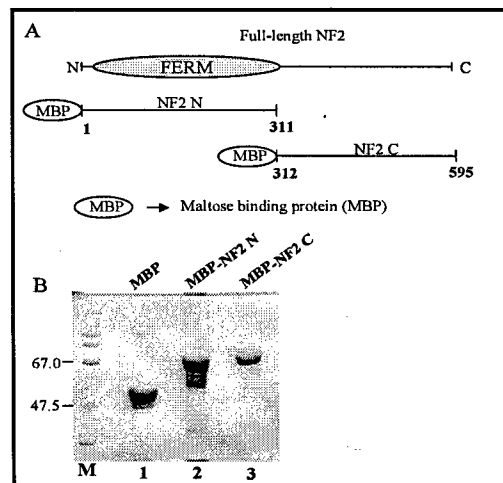 A
Full-length NF2
N FERM C
MBP NF2 N
1 311
MBP NF2 C
312 595
MBP Maltose binding protein (MBP)
B
MBP MBP-NF2 N MBP-NF2 C
67.0
47.5
M 1 2 3